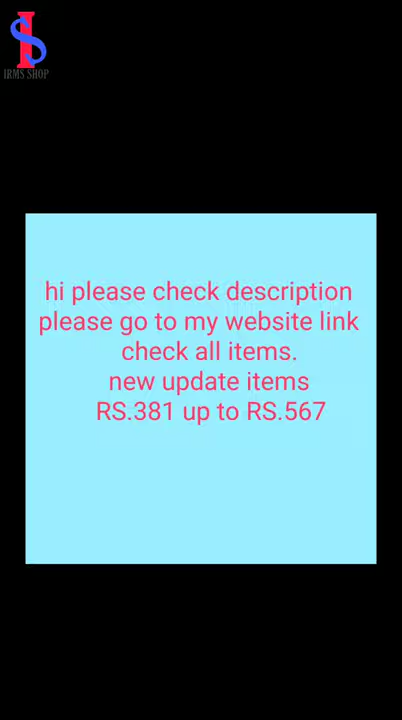 IS
IRMS SHOP
hi please check description
please go to my website link
check all items.
new update items
RS.381 up to RS.567